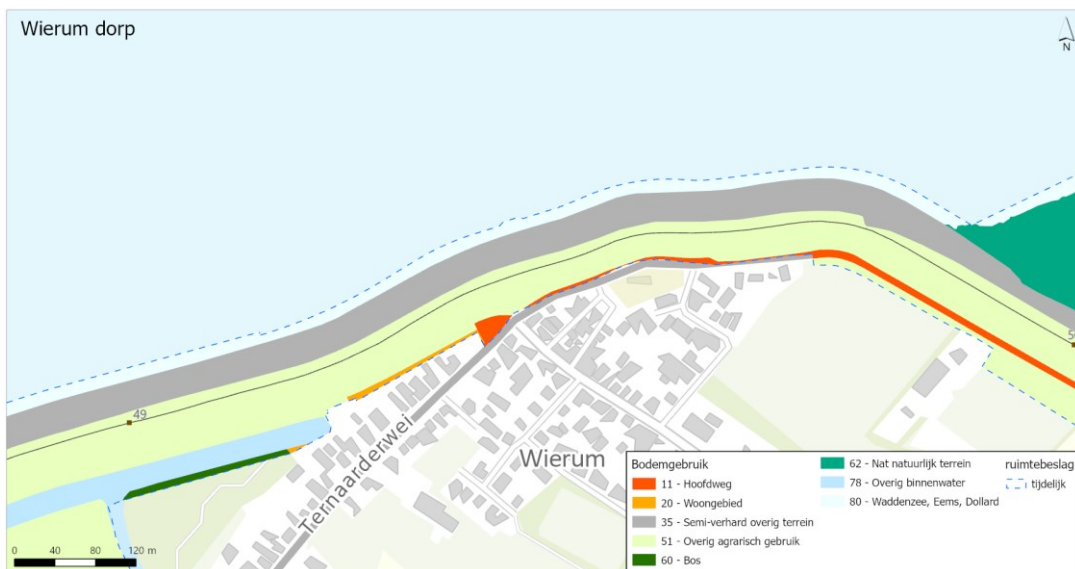 Wierum dorp
N
49
5
Ternaarderwei
Wierum
0 40 80 120 m
Bodemgebruik
11 - Hoofdweg
20 - Woongebied
35 - Semi-verhard overig terrein
51 - Overig agrarisch gebruik
60 - Bos
62 - Nat natuurlijk terrein
78 - Overig binnenwater
80 - Waddenzee, Eems, Dollard
ruimtebeslag
tijdelijk